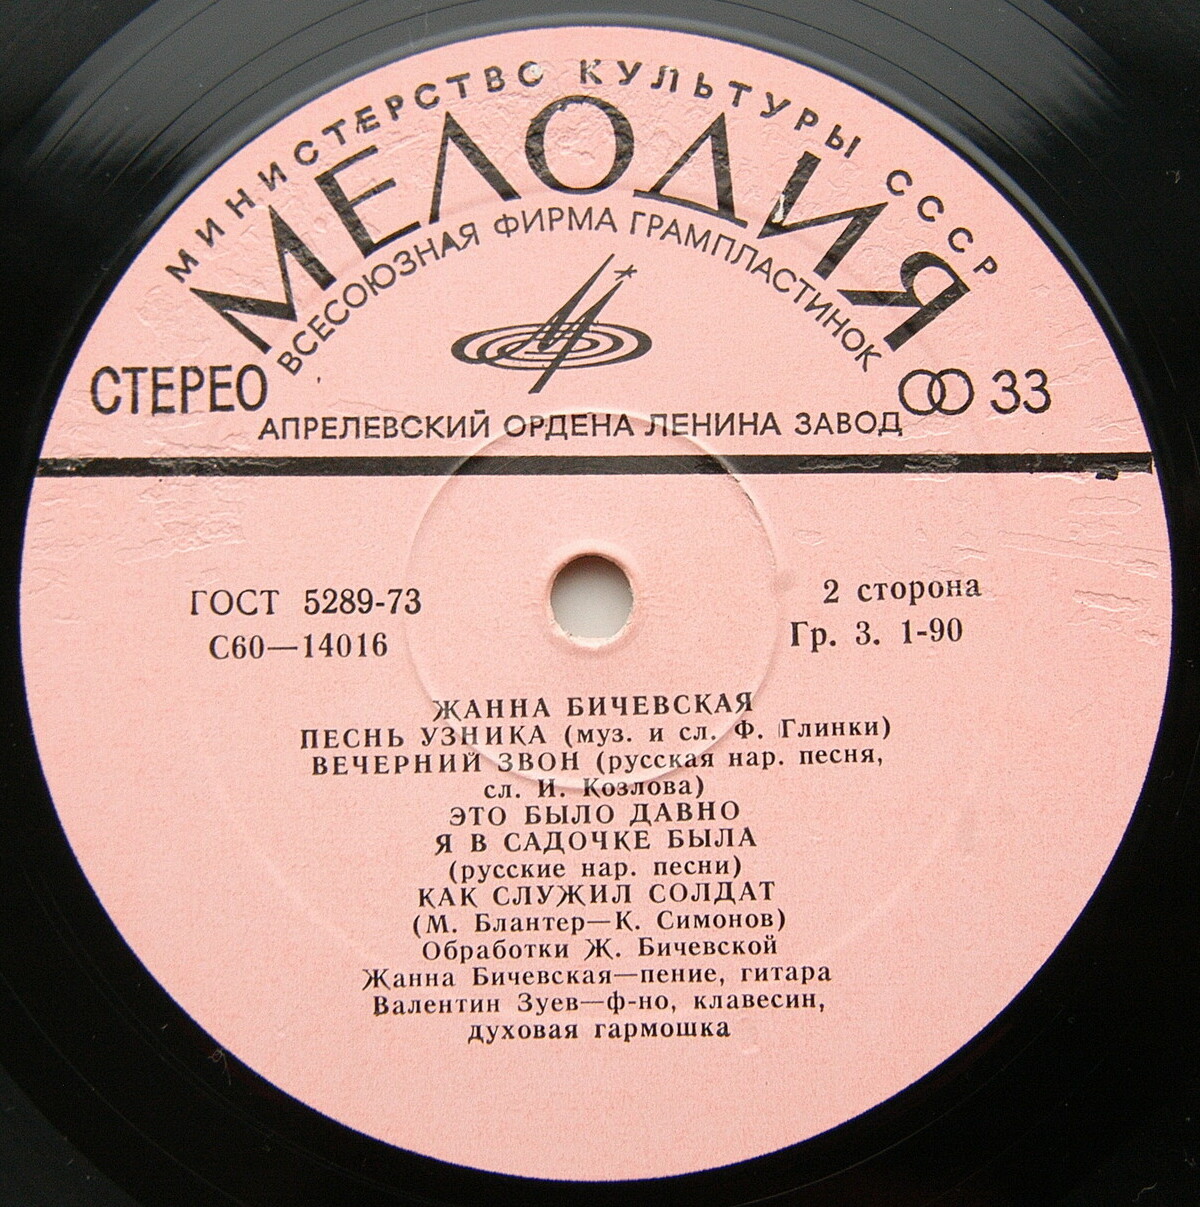 МИНИСТЕРСТВО КУЛЬТУРЫ СССР
МЕЛОДИЯ
ВСЕСОЮЗНАЯ ФИРМА ГРАМПЛАСТИНОК
СТЕРЕО
33
АПРЕЛЕВСКИЙ ОРДЕНА ЛЕНИНА ЗАВОД
ГОСТ 5289-73
С60—14016
2 сторона
Гр. 3. 1-90
ЖАННА БИЧЕВСКАЯ
ПЕСНЬ УЗНИКА (муз. и сл. Ф. Глинки)
ВЕЧЕРНИЙ ЗВОН (русская нар. песня,
сл. И. Козлова)
ЭТО БЫЛО ДАВНО
Я В САДОЧКЕ БЫЛА
(русские нар. песни)
КАК СЛУЖИЛ СОЛДАТ
(М. Блантер—К. Симонов)
Обработки Ж. Бичевской
Жанна Бичевская—пение, гитара
Валентин Зуев—ф-но, клавесин,
духовая гармошка